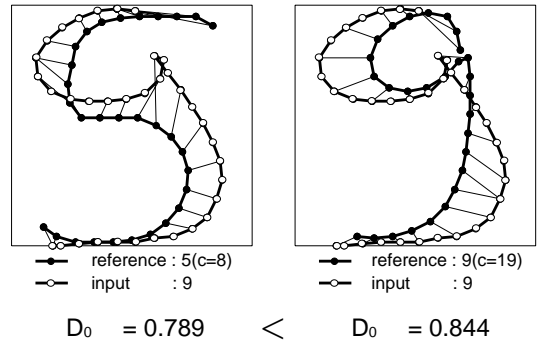 reference : 5(c=8)
input : 9
reference : 9(c=19)
input : 9
D0 = 0.789 < D0 = 0.844